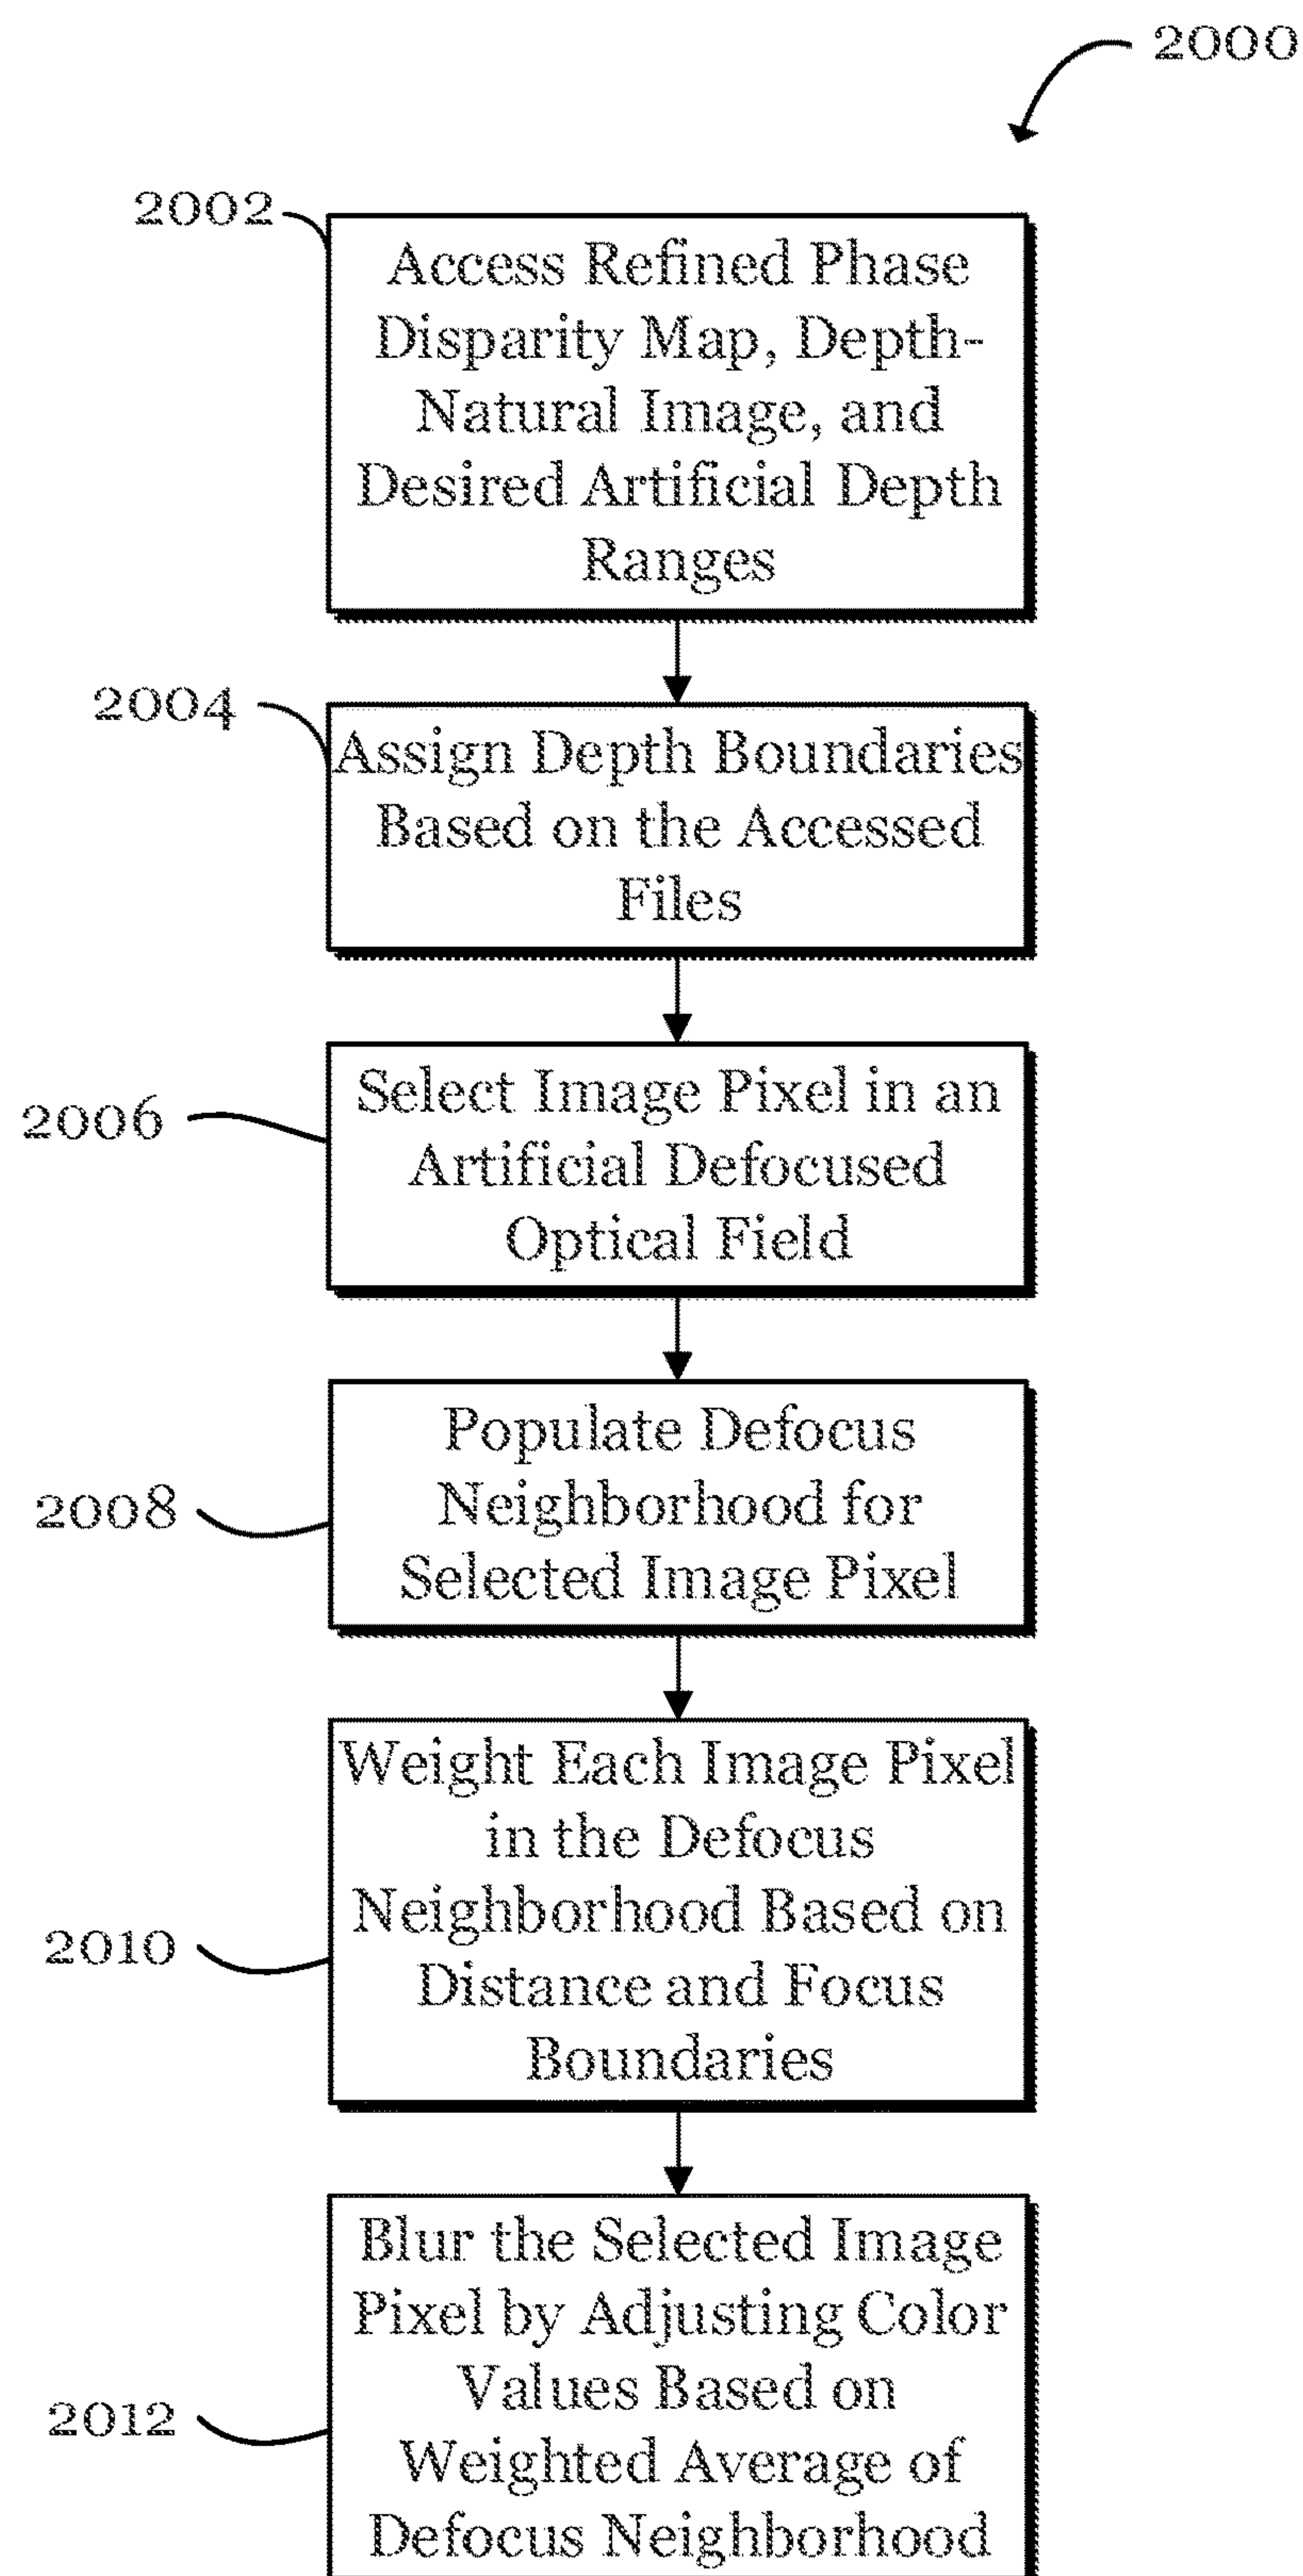 2000
2002
Access Refined Phase
Disparity Map, Depth-
Natural Image, and
Desired Artificial Depth
Ranges
2004
Assign Depth Boundaries
Based on the Accessed
Files
2006
Select Image Pixel in an
Artificial Defocused
Optical Field
2008
Populate Defocus
Neighborhood for
Selected Image Pixel
2010
Weight Each Image Pixel
in the Defocus
Neighborhood Based on
Distance and Focus
Boundaries
2012
Blur the Selected Image
Pixel by Adjusting Color
Values Based on
Weighted Average of
Defocus Neighborhood